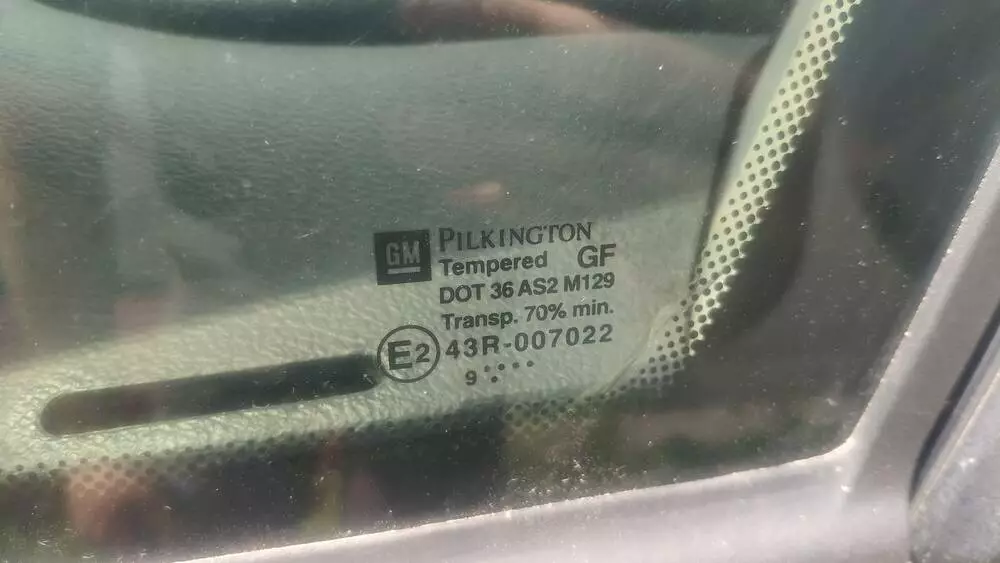 GM PILKINGTON
Tempered GF
DOT 36 AS2 M129
Transp. 70% min.
E2 43R-007022
9